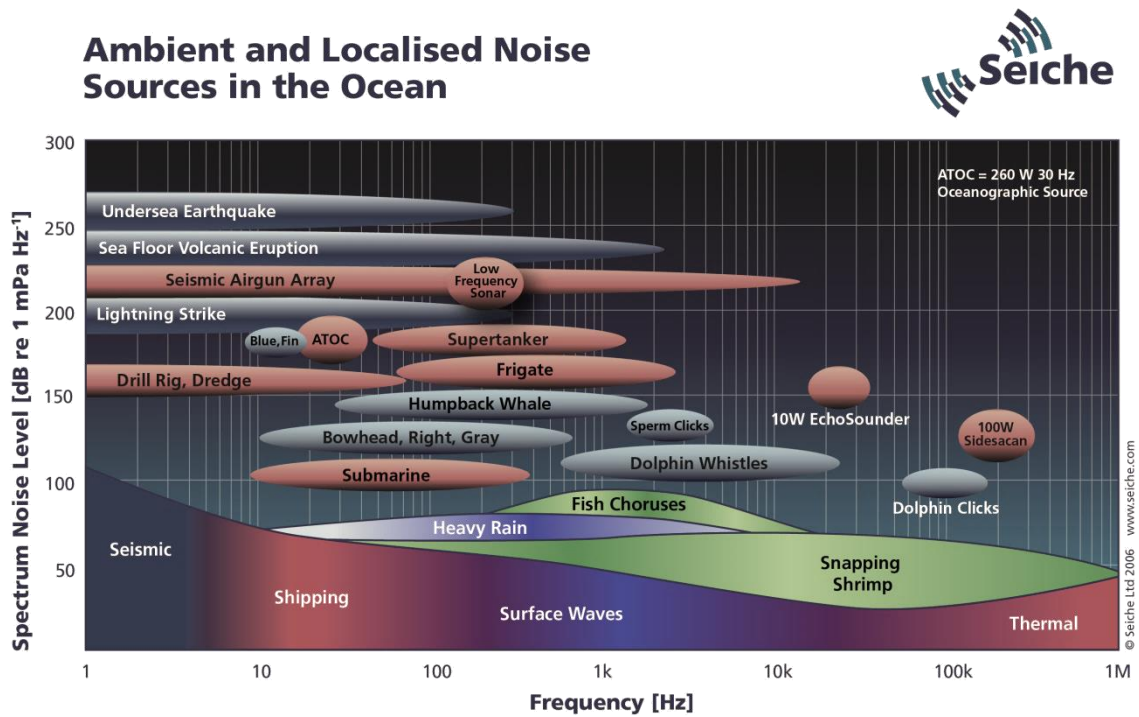 Ambient and Localised Noise
Sources in the Ocean
Seiche
Spectrum Noise Level [dB re 1 mPa Hz⁻¹]
300
250
200
150
100
50
ATOC = 260 W 30 Hz
Oceanographic Source
Undersea Earthquake
Sea Floor Volcanic Eruption
Seismic Airgun Array
Low
Frequency
Sonar
Lightning Strike
Blue,Fin
ATOC
Supertanker
Frigate
Drill Rig, Dredge
Humpback Whale
10W EchoSounder
Sperm Clicks
100W
Sidesacan
Bowhead, Right, Gray
Dolphin Whistles
Submarine
Dolphin Clicks
Fish Choruses
Heavy Rain
Seismic
Snapping
Shrimp
Shipping
Surface Waves
Thermal
1
10
100
1k
10k
100k
1M
Frequency [Hz]
© Seiche Ltd 2006 www.seiche.com